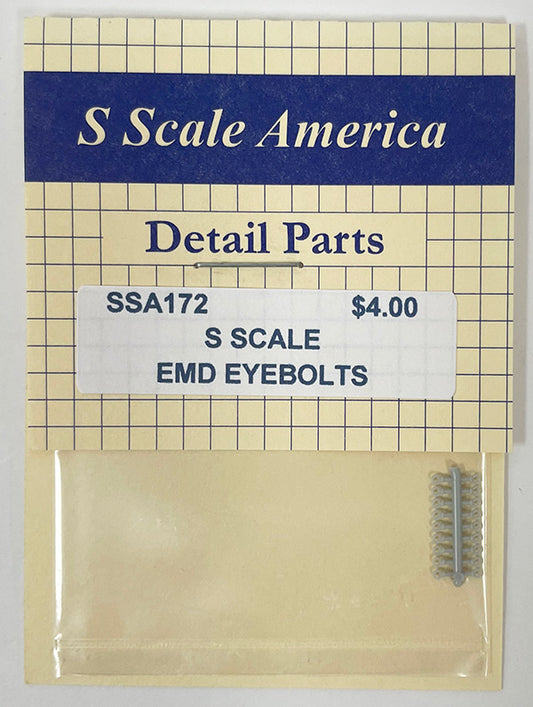 S Scale America
Detail Parts
SSA172 $4.00
S SCALE
EMD EYEBOLTS